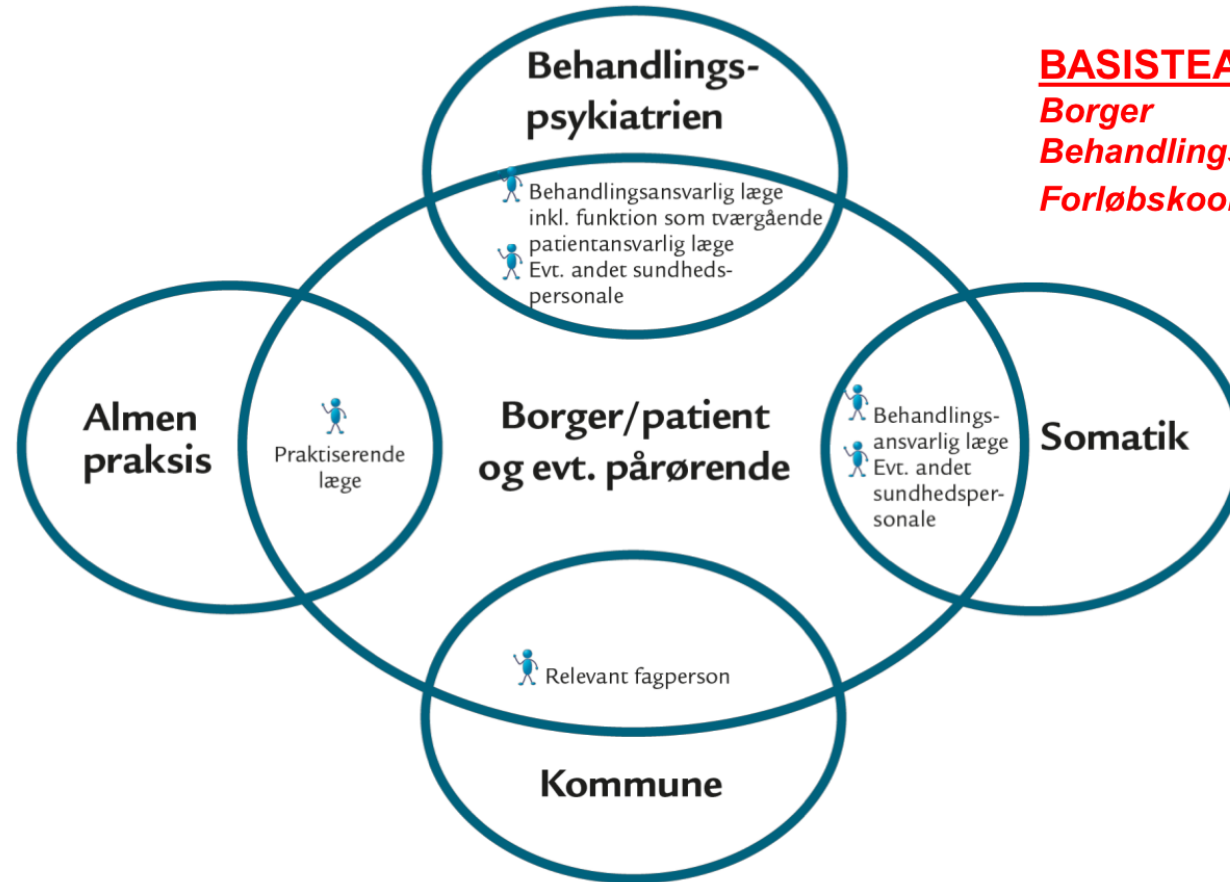 Behandlings-
psykiatrien
Behandlingsansvarlig læge
inkl. funktion som tværgående
patientansvarlig læge
Evt. andet sundheds-
personale
BASISTEA
Borger
Behandlings
Forløbskoo
Almen
praksis
Praktiserende
læge
Borger/patient
og evt. pårørende
Behandlings-
ansvarlig læge
Evt. andet
sundhedsper-
sonale
Somatik
Relevant fagperson
Kommune